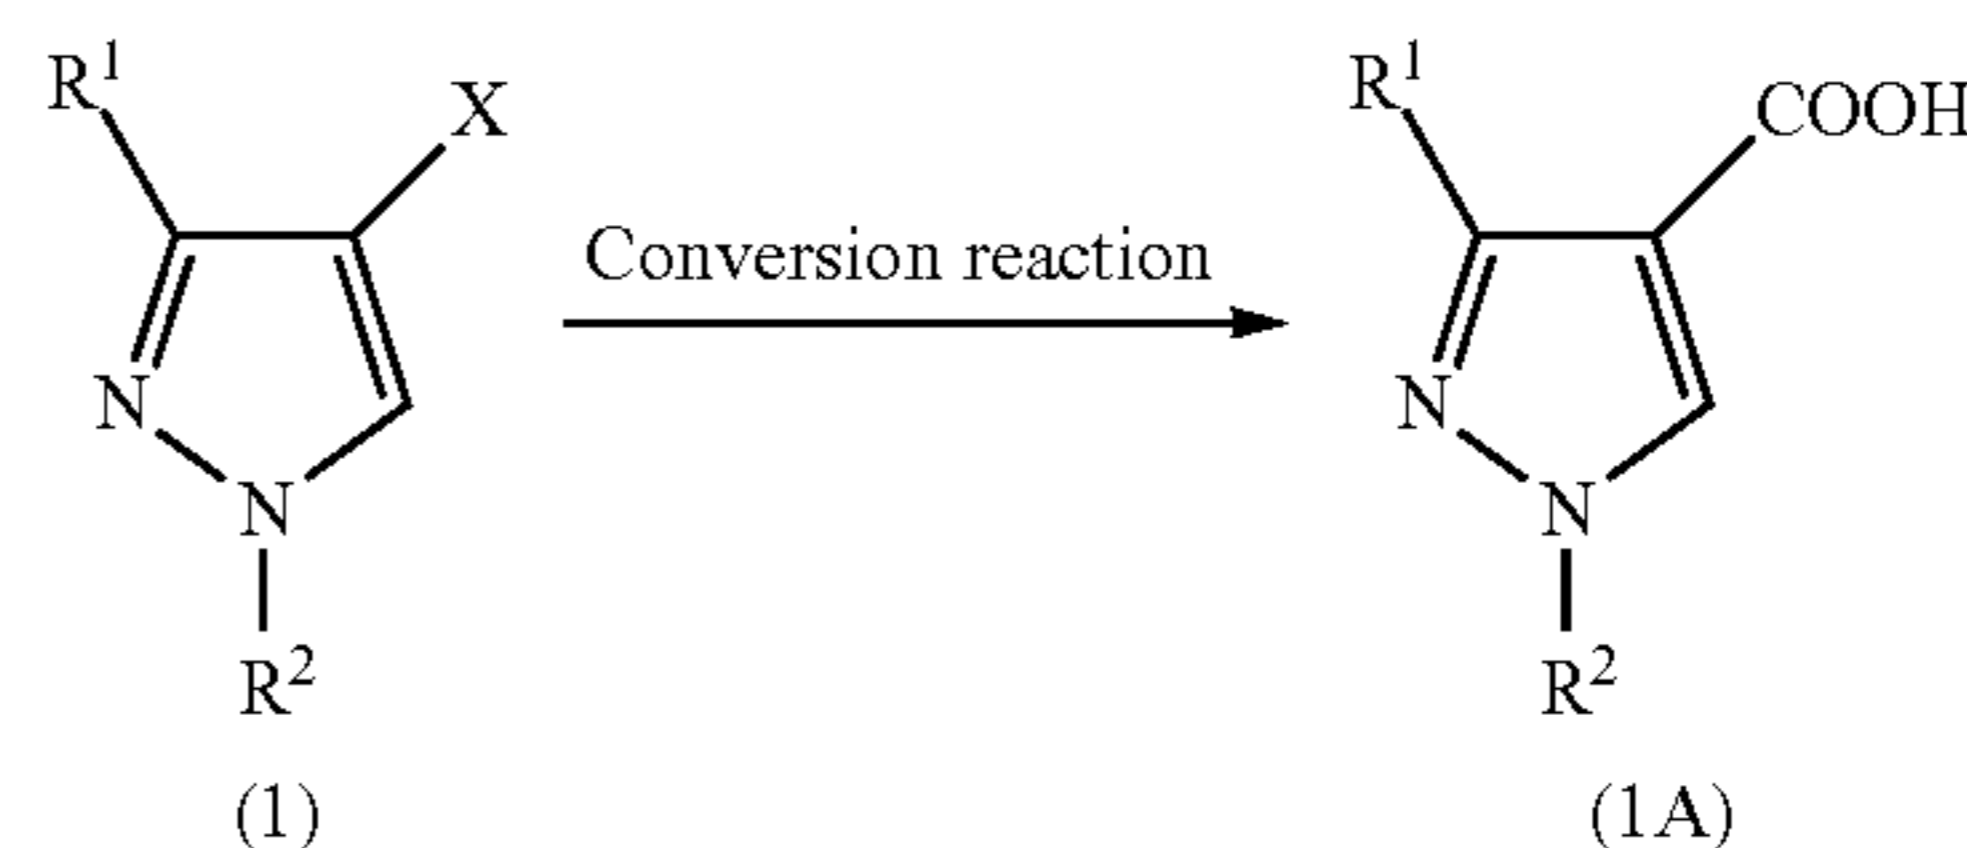 R¹ X R¹ COOH
Conversion reaction
N N
N N
R² R²
(1) (1A)